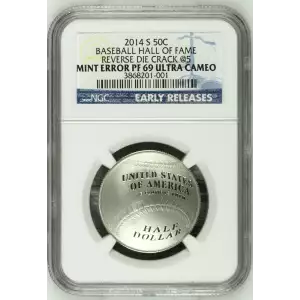 2014 S 50C
BASEBALL HALL OF FAME
REVERSE DIE CRACK @5
MINT ERROR PF 69 ULTRA CAMEO
3868201-001
NGC
EARLY RELEASES
UNITED STATES
OF AMERICA
HALF
DOLLAR